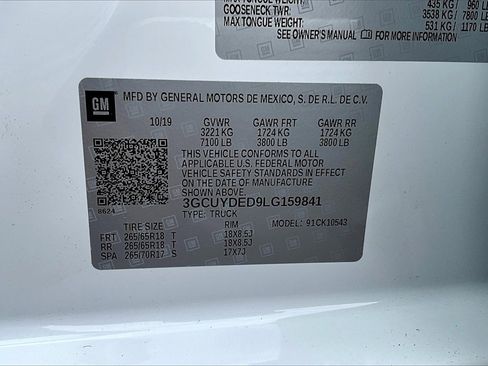 435 KG / 960 LB
GOOSENECK TWR: 3538 KG / 7800 LB
MAX TONGUE WEIGHT: 531 KG / 1170 LB
SEE OWNER'S MANUAL FOR MORE INFORMATION
GM
MFD BY GENERAL MOTORS DE MEXICO, S. DE R.L. DE C.V.
10/19 GVWR GAWR FRT GAWR RR
3221 KG 1724 KG 1724 KG
7100 LB 3800 LB 3800 LB
THIS VEHICLE CONFORMS TO ALL
APPLICABLE U.S. FEDERAL MOTOR
VEHICLE SAFETY STANDARDS IN
EFFECT ON THE DATE OF MANUFACTURE
SHOWN ABOVE.
8624
3GCUYDED9LG159841
TYPE: TRUCK MODEL: 91CK10543
TIRE SIZE RIM
FRT 265/65R18 T 18X8.5J
RR 265/65R18 T 18X8.5J
SPA 265/70R17 S 17X7J